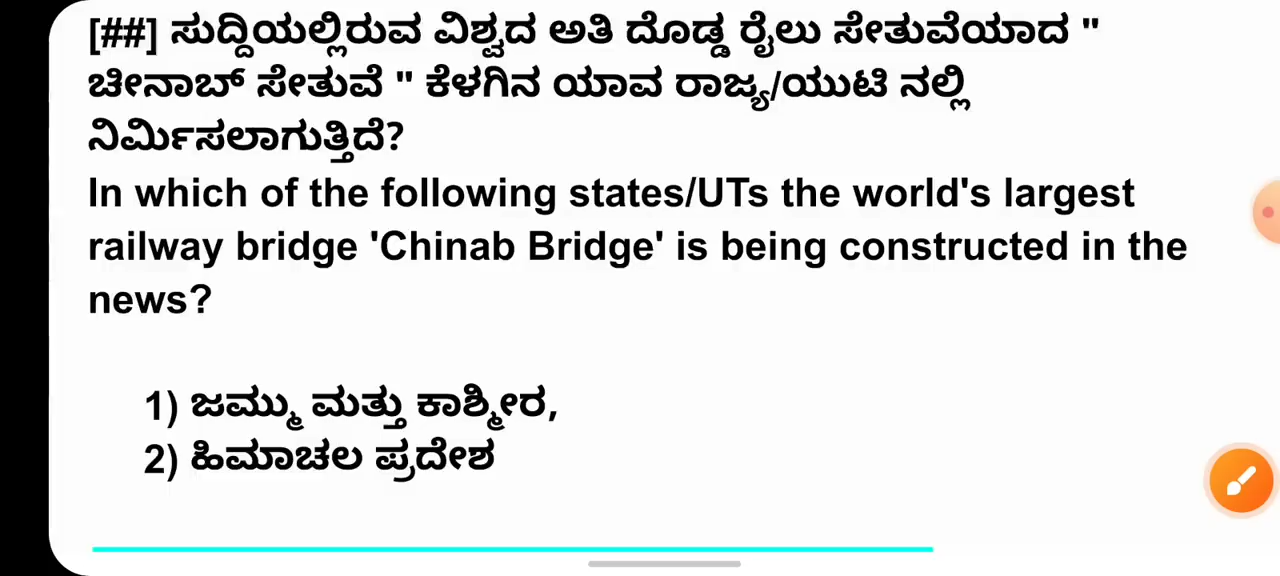 [##] ಸುದ್ದಿಯಲ್ಲಿರುವ ವಿಶ್ವದ ಅತಿ ದೊಡ್ಡ ರೈಲು ಸೇತುವೆಯಾದ "
ಚೀನಾಬ್ ಸೇತುವೆ " ಕೆಳಗಿನ ಯಾವ ರಾಜ್ಯ/ಯುಟಿ ನಲ್ಲಿ
ನಿರ್ಮಿಸಲಾಗುತ್ತಿದೆ?
In which of the following states/UTs the world's largest
railway bridge 'Chinab Bridge' is being constructed in the
news?
1) ಜಮ್ಮು ಮತ್ತು ಕಾಶ್ಮೀರ,
2) ಹಿಮಾಚಲ ಪ್ರದೇಶ